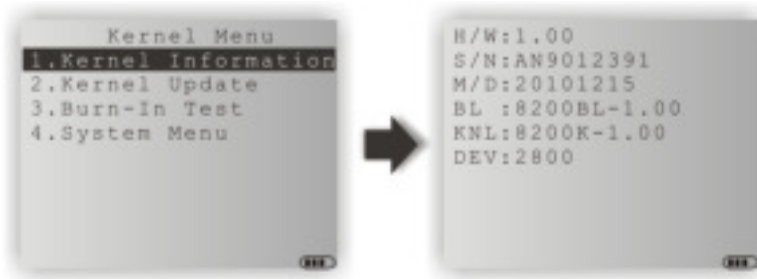 Kernel Menu
1.Kernel Information
2.Kernel Update
3.Burn-In Test
4.System Menu
H/W:1.00
S/N:AN9012391
M/D:20101215
BL :8200BL-1.00
KNL:8200K-1.00
DEV:2800